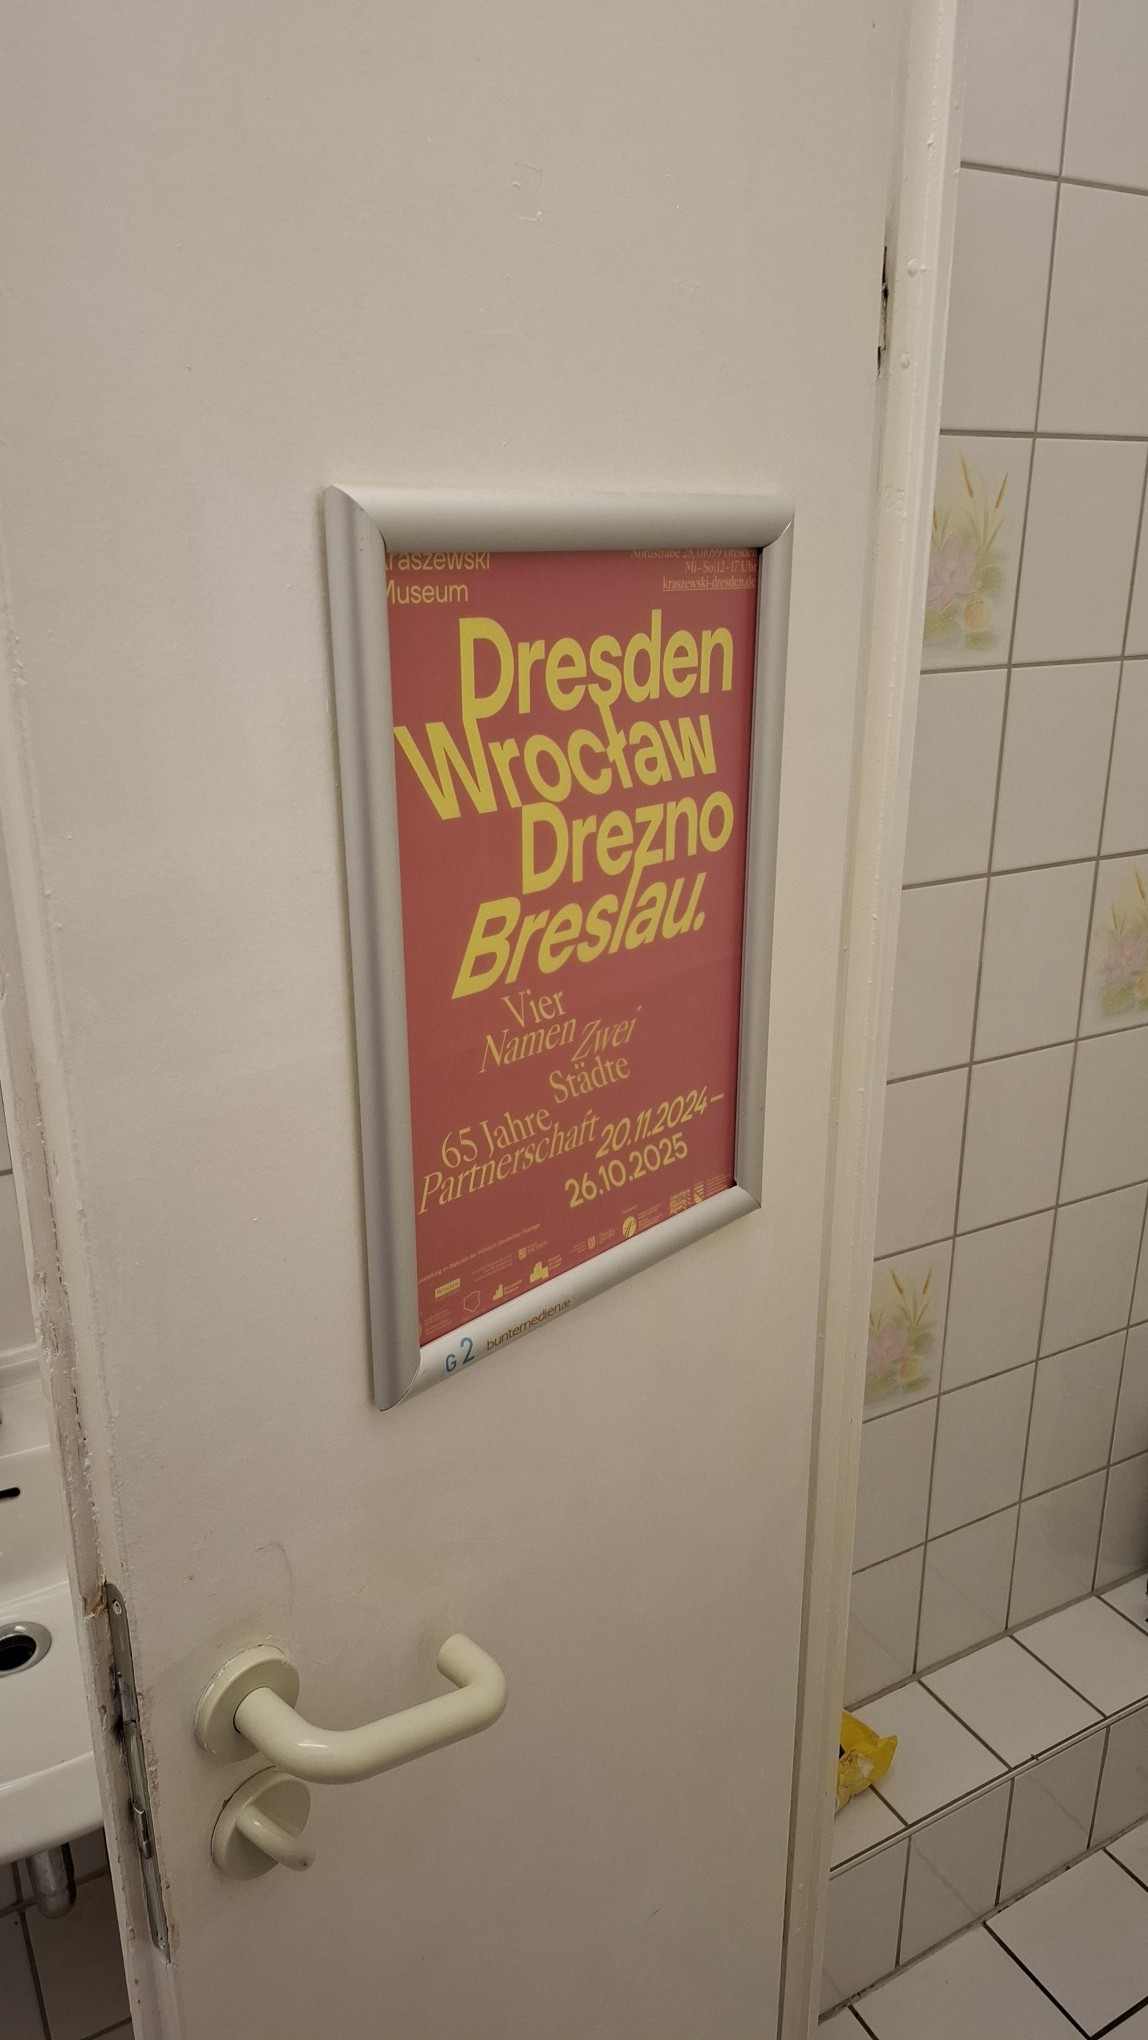 Kraszewski
Museum
Nordstraße 28, 01099 Dresden
Mi–So|12–17 Uhr
kraszewski-dresden.de
Dresden
Wrocław
Drezno
Breslau.
Vier
Namen Zwei
Städte
65 Jahre
Partnerschaft 20.11.2024–
26.10.2025
G 2 buntemedien.de